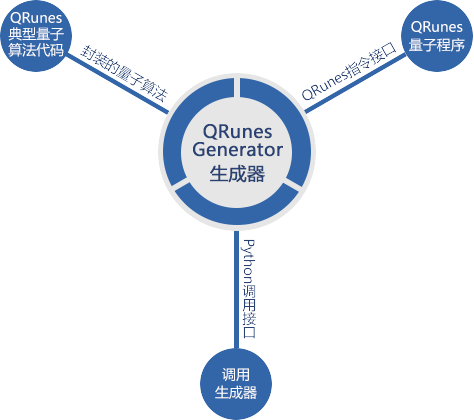 QRunes
典型量子
算法代码
封装的量子算法
QRunes
量子程序
QRunes指令接口
QRunes
Generator
生成器
Python调用接口
调用
生成器